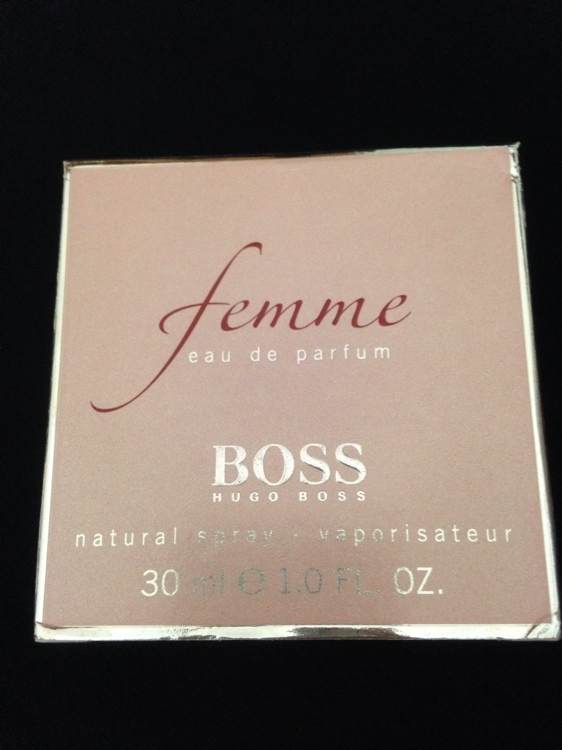 femme
eau de parfum
BOSS
HUGO BOSS
natural spray - vaporisateur
30 ml e 1.0 FL. OZ.